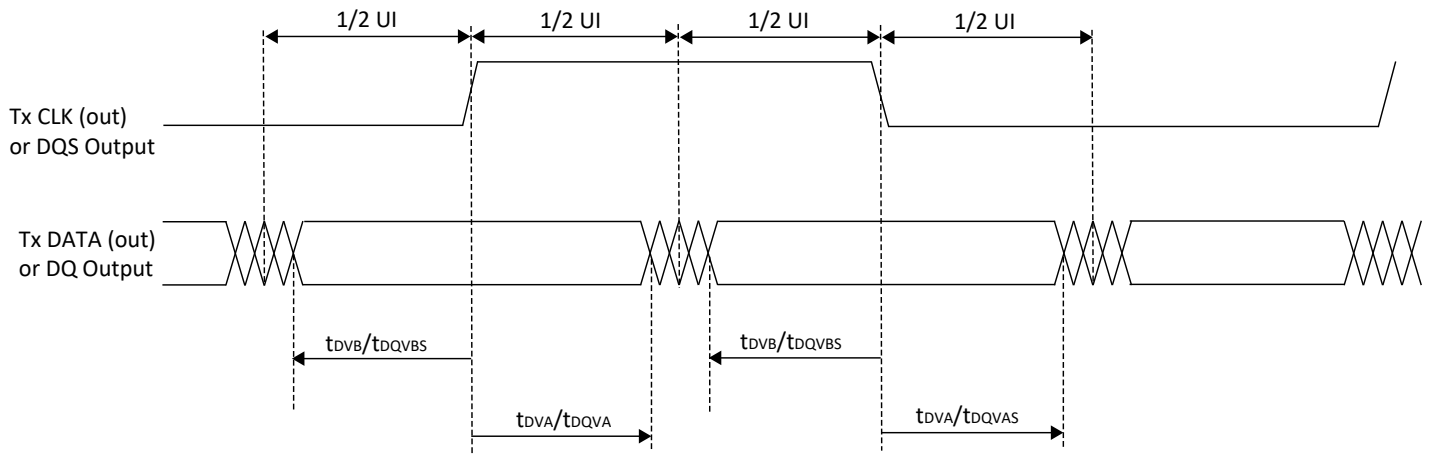 1/2 UI 1/2 UI 1/2 UI 1/2 UI
Tx CLK (out)
or DQS Output
Tx DATA (out)
or DQ Output
tDVB/tDQVBS tDVB/tDQVBS
tDVA/tDQVA tDVA/tDQVAS